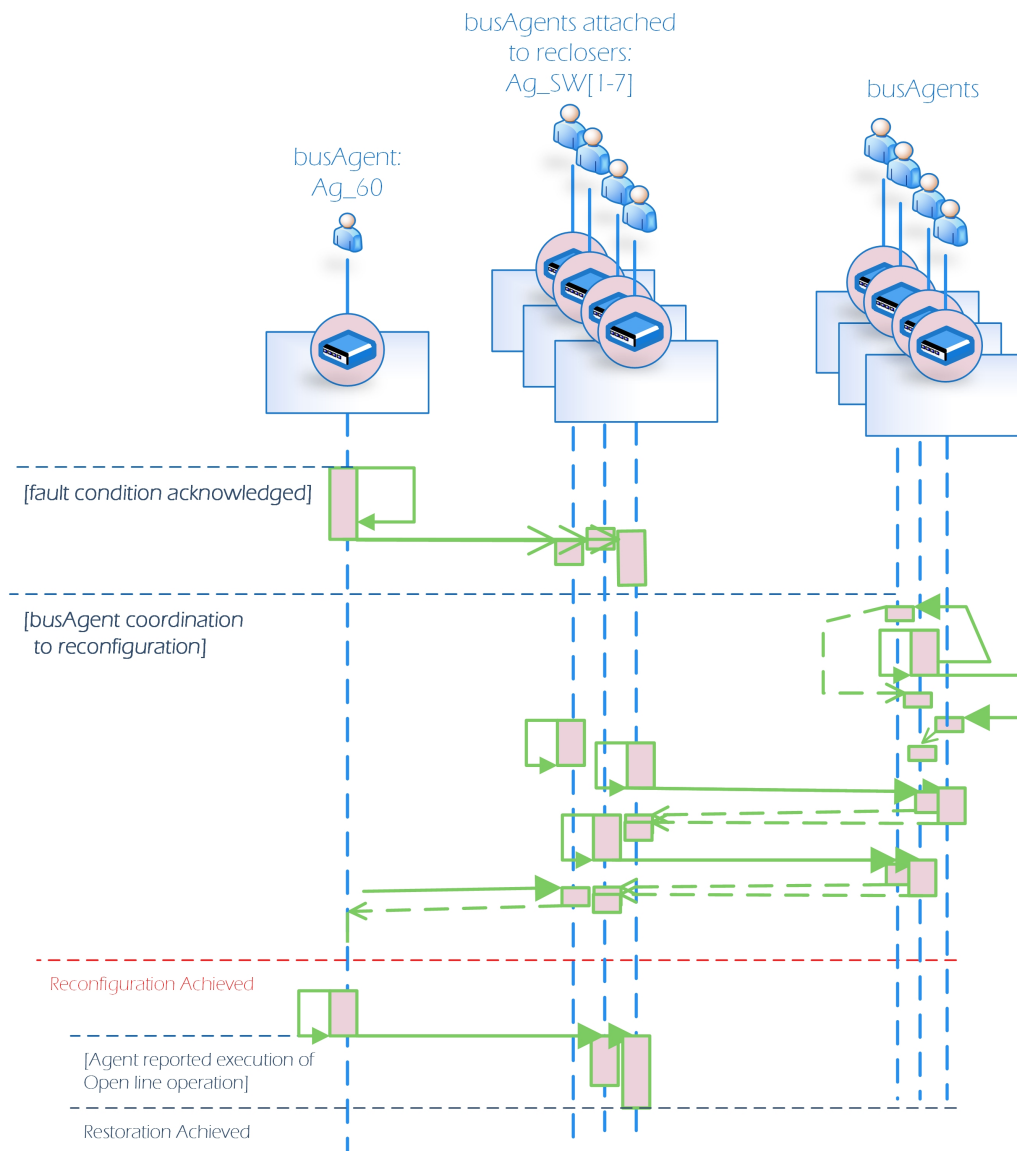 busAgents attached
to reclosers:
Ag_SW[1-7]
busAgents
busAgent:
Ag_60
[fault condition acknowledged]
[busAgent coordination
to reconfiguration]
Reconfiguration Achieved
[Agent reported execution of
Open line operation]
Restoration Achieved